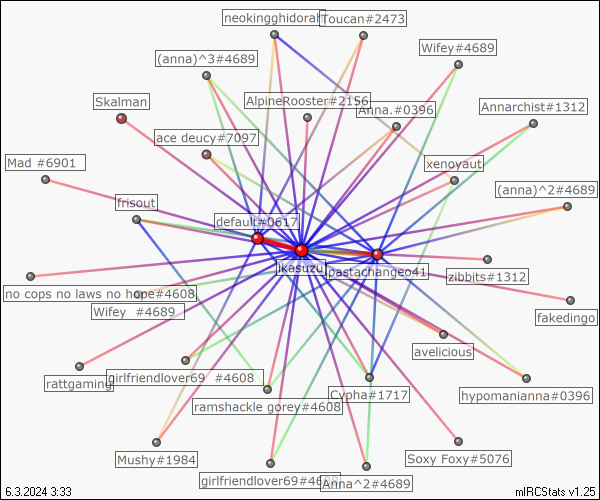 neokingghidorah
Toucan#2473
Wifey#4689
(anna)^3#4689
Skalman
AlpineRooster#2156
Anna.#0396
Annarchist#1312
ace deucy#7097
Mad #6901
xenoyaut
(anna)^2#4689
frisout
default#0617
jkasuzu
pastachangeo41
zibbits#1312
no cops no laws no hope#4608
Wifey #4689
fakedingo
avelicious
rattgaming
girlfriendlover69 #4608
Cypha#1717
hypomanianna#0396
ramshackle gorey#4608
Mushy#1984
Soxy Foxy#5076
girlfriendlover69#4608
Anna^2#4689
6.3.2024 3:33
mIRCStats v1.25